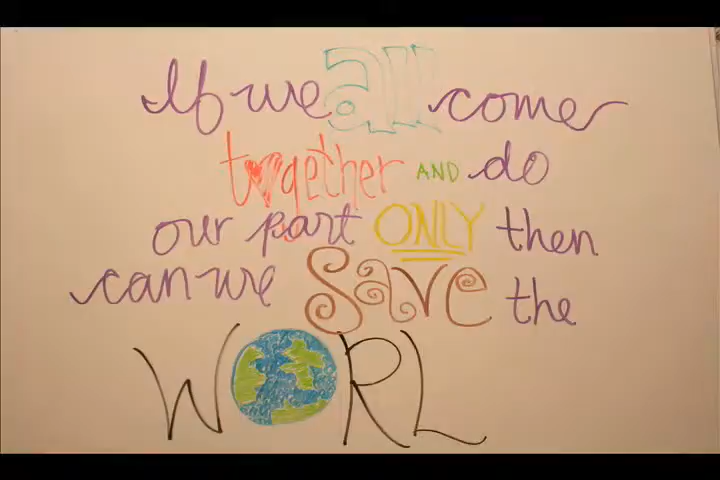 If we all come
together AND do
our part ONLY then
can we save the
WORL